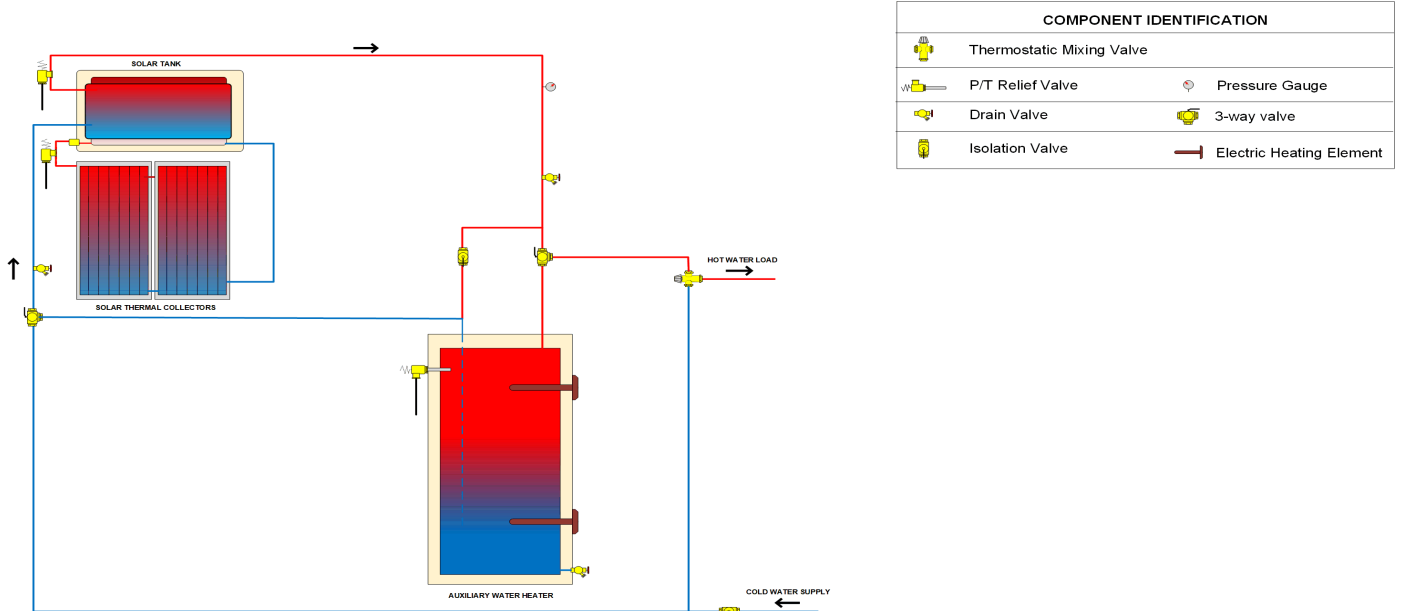 COMPONENT IDENTIFICATION
Thermostatic Mixing Valve
P/T Relief Valve
Pressure Gauge
Drain Valve
3-way valve
Isolation Valve
Electric Heating Element
SOLAR TANK
SOLAR THERMAL COLLECTORS
HOT WATER LOAD
AUXILIARY WATER HEATER
COLD WATER SUPPLY